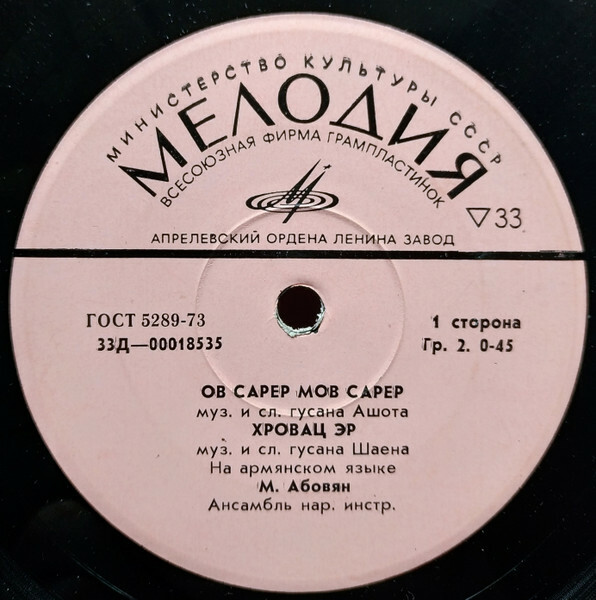 МИНИСТЕРСТВО КУЛЬТУРЫ СССР
МЕЛОДИЯ
ВСЕСОЮЗНАЯ ФИРМА ГРАМПЛАСТИНОК
▽33
АПРЕЛЕВСКИЙ ОРДЕНА ЛЕНИНА ЗАВОД
ГОСТ 5289-73
33Д—00018535
1 сторона
Гр. 2. 0-45
ОВ САРЕР МОВ САРЕР
муз. и сл. гусана Ашота
ХРОВАЦ ЭР
муз. и сл. гусана Шаена
На армянском языке
М. Абовян
Ансамбль нар. инстр.